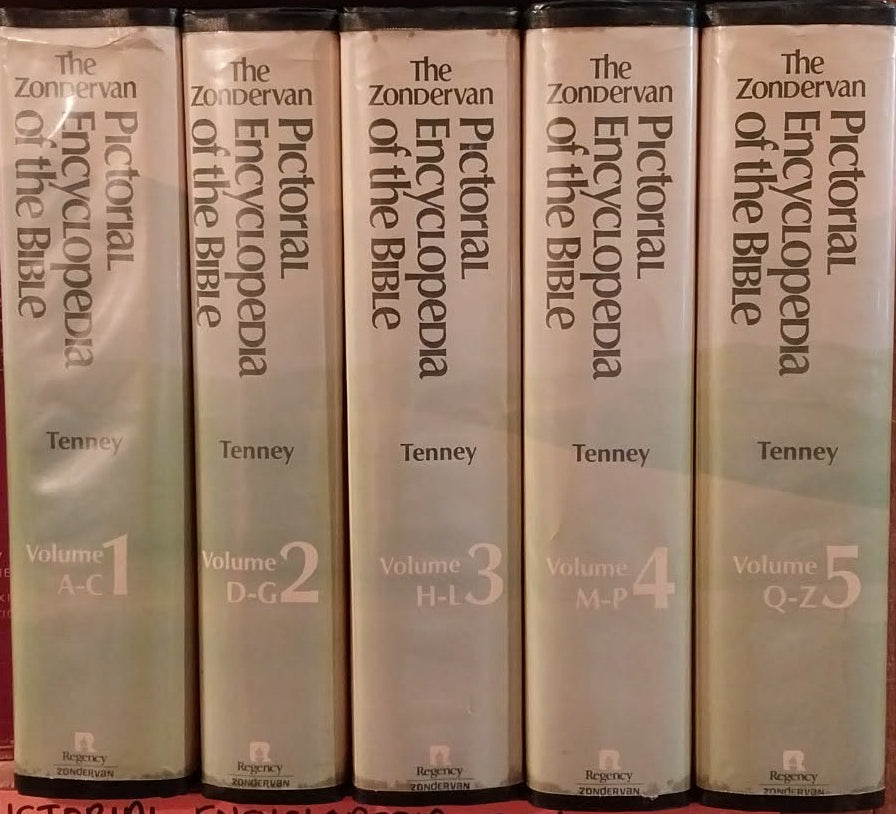 The
Zondervan
Pictorial
Encyclopedia
of the Bible
Tenney
Volume 1
A-C
Regency
ZONDERVAN
The
Zondervan
Pictorial
Encyclopedia
of the Bible
Tenney
Volume 2
D-G
Regency
ZONDERVAN
The
Zondervan
Pictorial
Encyclopedia
of the Bible
Tenney
Volume 3
H-L
Regency
ZONDERVAN
The
Zondervan
Pictorial
Encyclopedia
of the Bible
Tenney
Volume 4
M-P
Regency
ZONDERVAN
The
Zondervan
Pictorial
Encyclopedia
of the Bible
Tenney
Volume 5
Q-Z
Regency
ZONDERVAN